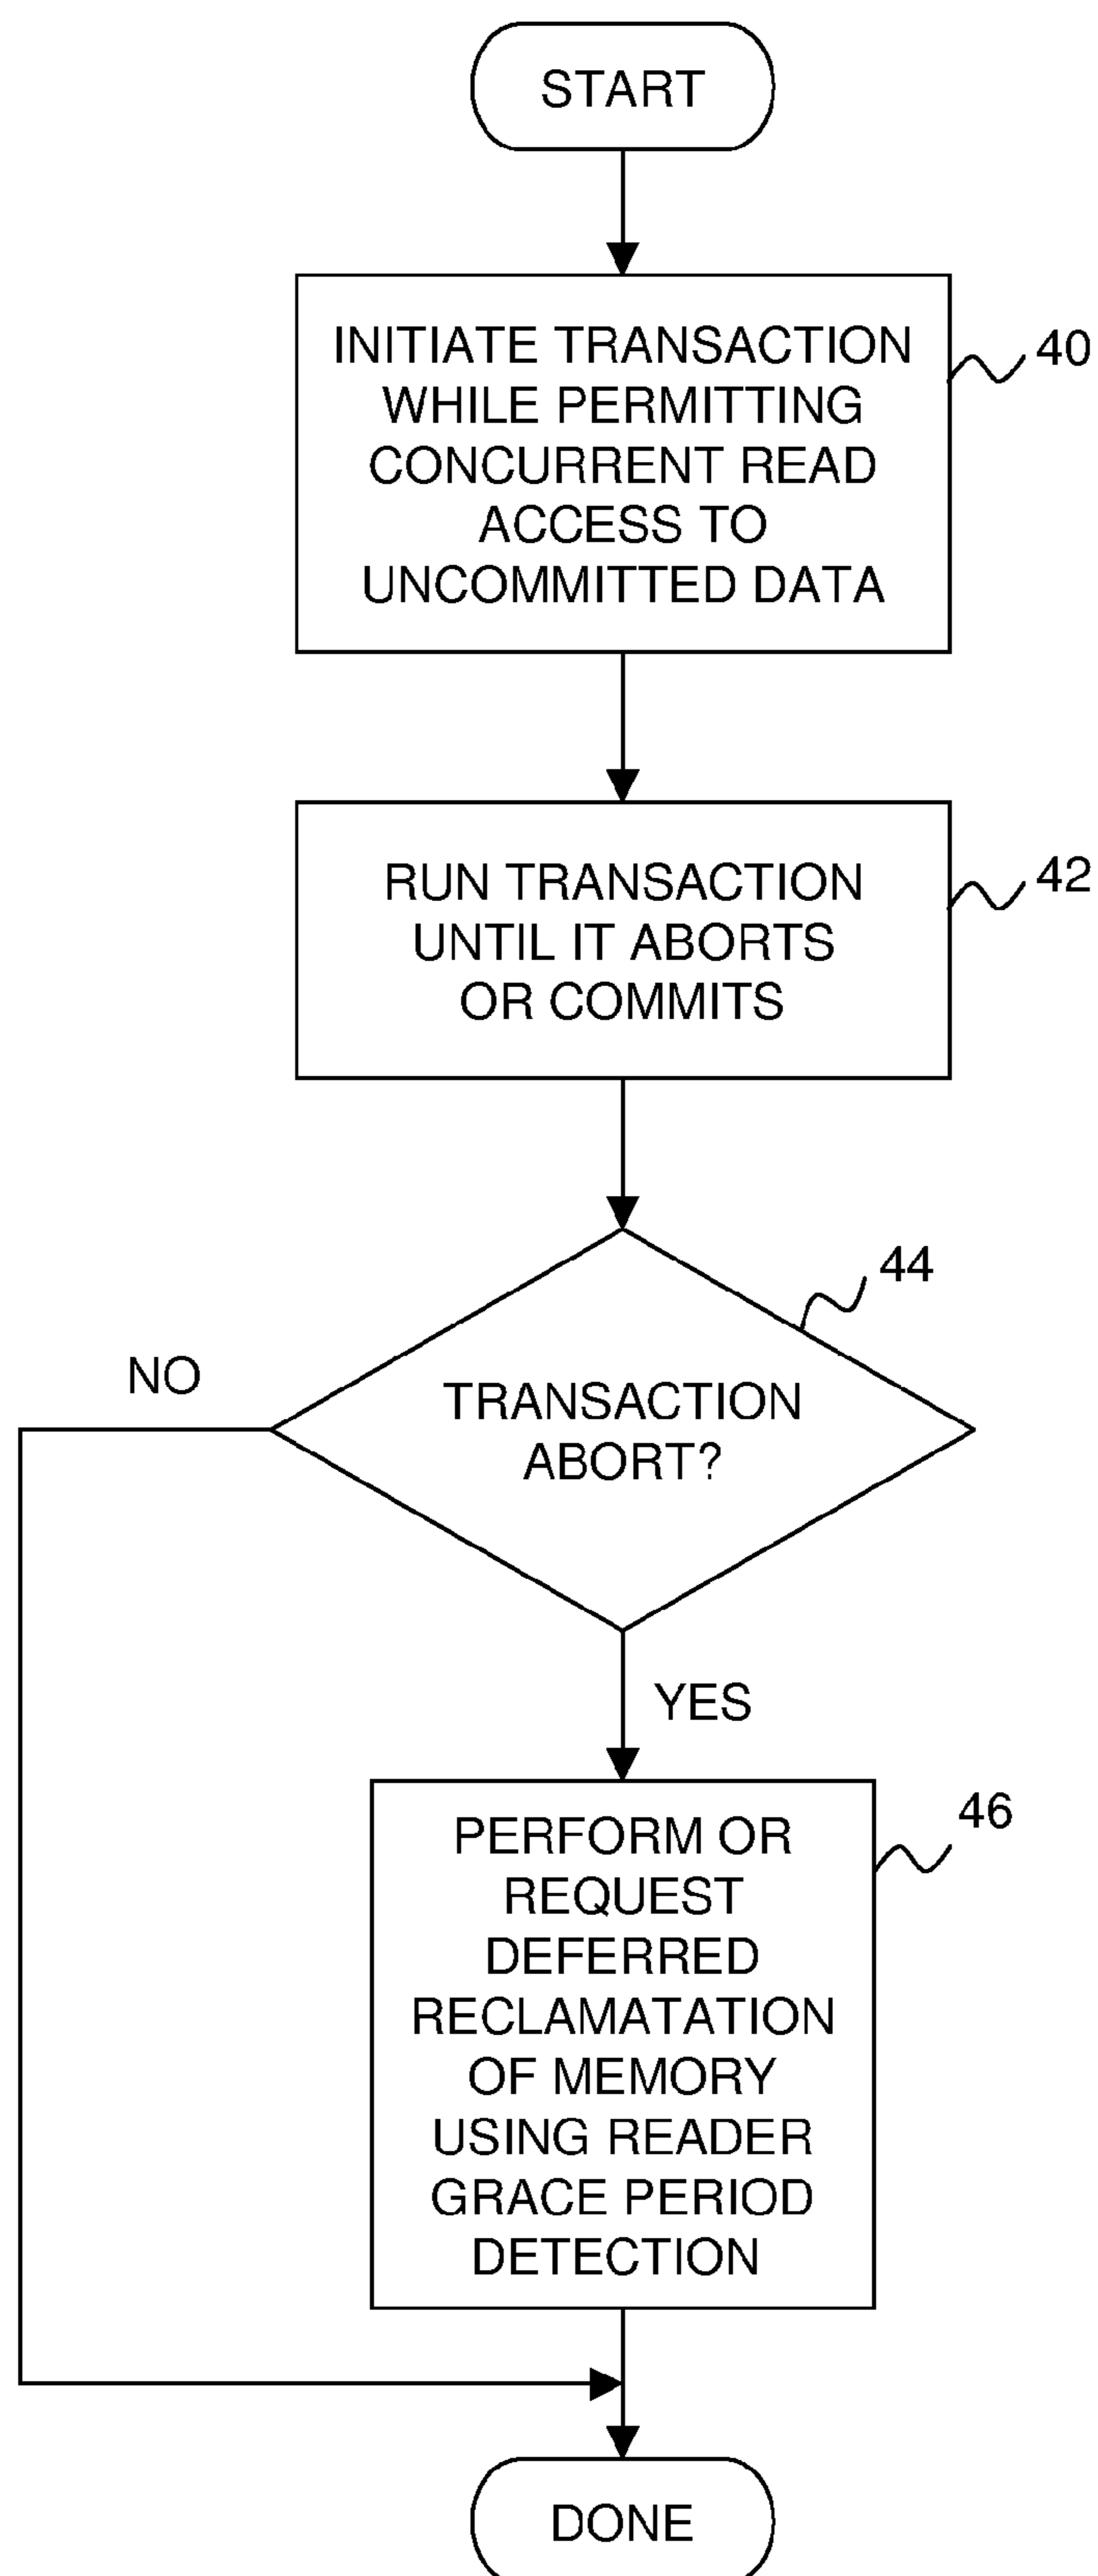 START
INITIATE TRANSACTION
WHILE PERMITTING
CONCURRENT READ
ACCESS TO
UNCOMMITTED DATA
40
RUN TRANSACTION
UNTIL IT ABORTS
OR COMMITS
42
44
NO
TRANSACTION
ABORT?
YES
PERFORM OR
REQUEST
DEFERRED
RECLAMATATION
OF MEMORY
USING READER
GRACE PERIOD
DETECTION
46
DONE